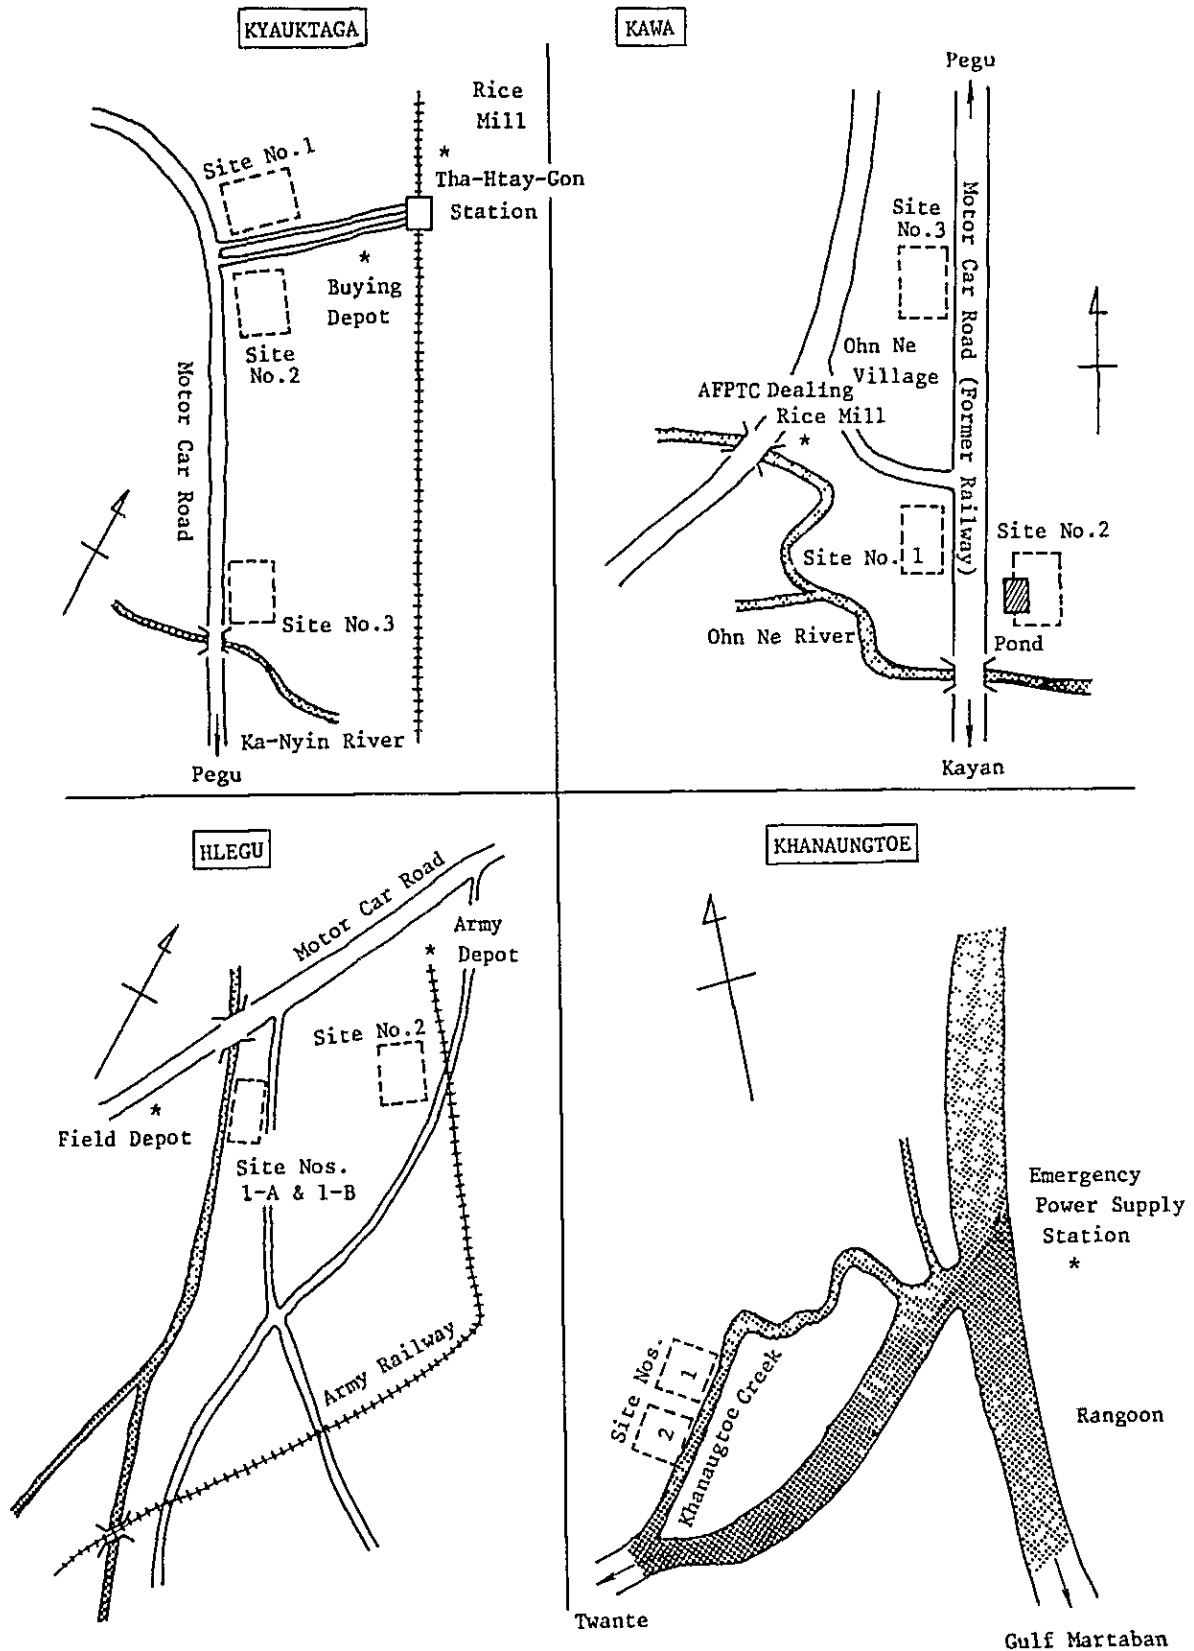 KYAUKTAGA
Rice
Mill
*
Site No.1
Tha-Htay-Gon
Station
*
Buying
Depot
Site
No.2
Motor Car Road
Site No.3
Ka-Nyin River
Pegu
KAWA
Pegu
Site
No.3
Motor Car Road (Former Railway)
Ohn Ne
Village
AFPTC Dealing
Rice Mill
*
Site No. 1
Site No.2
Ohn Ne River
Pond
Kayan
HLEGU
Motor Car Road
Army
* Depot
Site No.2
*
Field Depot
Site Nos.
1-A & 1-B
Army Railway
KHANAUNGTOE
Emergency
Power Supply
Station
*
Site Nos.
1
2
Khanaugtoe Creek
Rangoon
Twante
Gulf Martaban